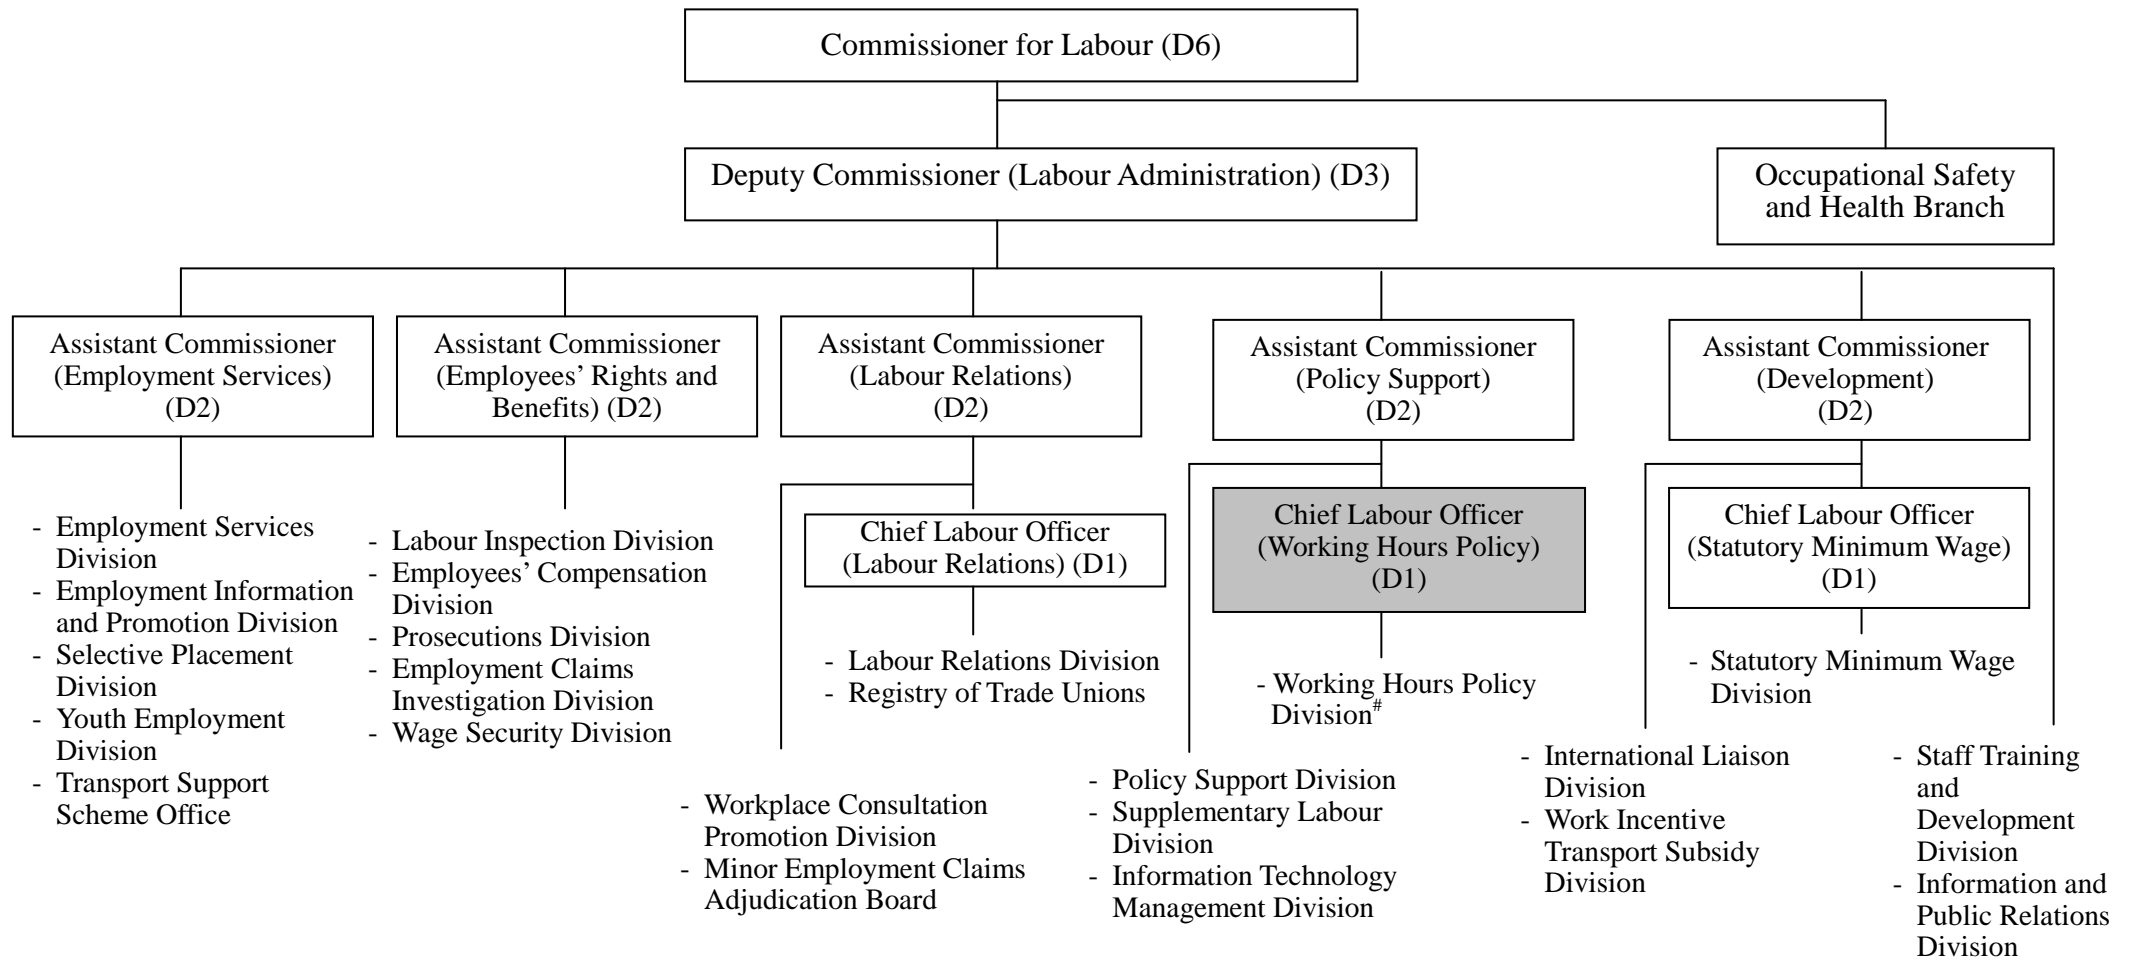 Commissioner for Labour (D6)
Deputy Commissioner (Labour Administration) (D3)
Occupational Safety
and Health Branch
Assistant Commissioner
(Employment Services)
(D2)
Assistant Commissioner
(Employees’ Rights and
Benefits) (D2)
Assistant Commissioner
(Labour Relations)
(D2)
Assistant Commissioner
(Policy Support)
(D2)
Assistant Commissioner
(Development)
(D2)
- Employment Services
Division
- Employment Information
and Promotion Division
- Selective Placement
Division
- Youth Employment
Division
- Transport Support
Scheme Office
- Labour Inspection Division
- Employees’ Compensation
Division
- Prosecutions Division
- Employment Claims
Investigation Division
- Wage Security Division
Chief Labour Officer
(Labour Relations) (D1)
- Labour Relations Division
- Registry of Trade Unions
- Workplace Consultation
Promotion Division
- Minor Employment Claims
Adjudication Board
Chief Labour Officer
(Working Hours Policy)
(D1)
- Working Hours Policy
Division#
- Policy Support Division
- Supplementary Labour
Division
- Information Technology
Management Division
Chief Labour Officer
(Statutory Minimum Wage)
(D1)
- Statutory Minimum Wage
Division
- International Liaison
Division
- Work Incentive
Transport Subsidy
Division
- Staff Training
and
Development
Division
- Information and
Public Relations
Division